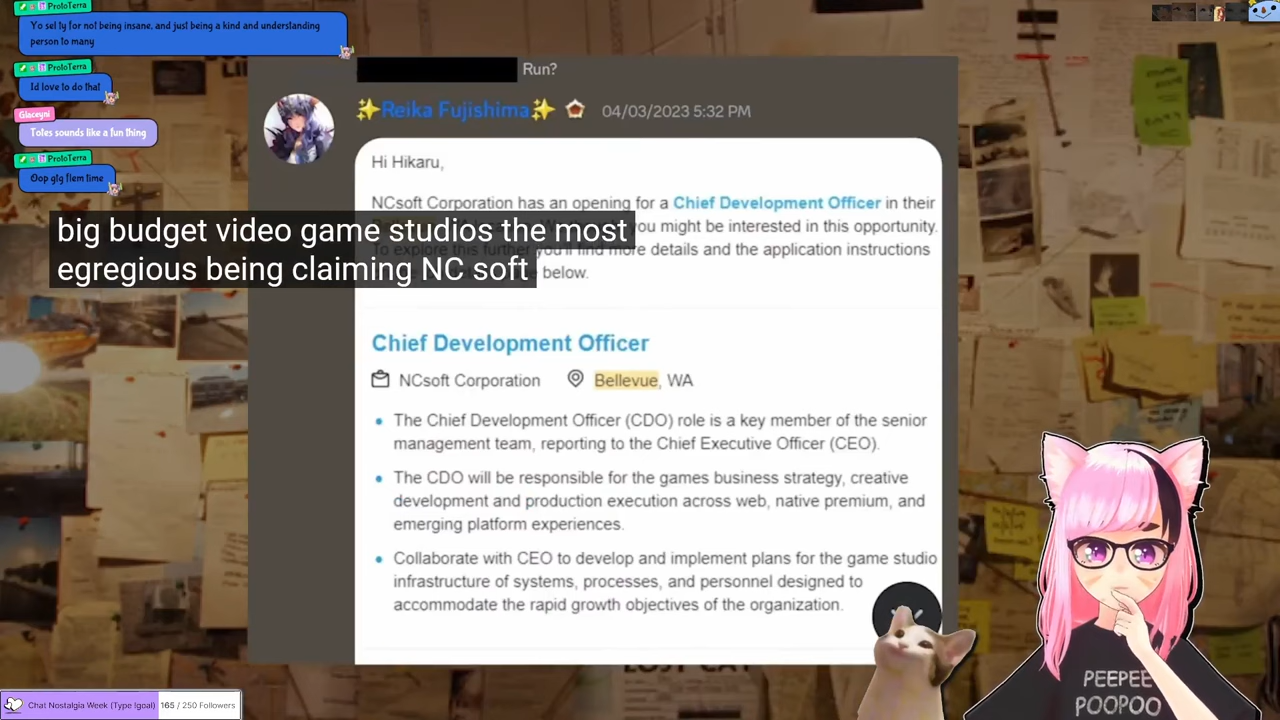 ProtoTerra
Yo sel ty for not being insane, and just being a kind and understanding
person to many
ProtoTerra
Id love to do that
Glaceyni
Totes sounds like a fun thing
ProtoTerra
Oop gtg flem time
Run?
✨Reika Fujishima✨ 04/03/2023 5:32 PM
Hi Hikaru,
NCsoft Corporation has an opening for a Chief Development Officer in their
you might be interested in this opportunity.
To explore this further you'll find more details and the application instructions
below.
big budget video game studios the most
egregious being claiming NC soft
Chief Development Officer
NCsoft Corporation Bellevue, WA
• The Chief Development Officer (CDO) role is a key member of the senior
management team, reporting to the Chief Executive Officer (CEO).
• The CDO will be responsible for the games business strategy, creative
development and production execution across web, native premium, and
emerging platform experiences.
• Collaborate with CEO to develop and implement plans for the game studio
infrastructure of systems, processes, and personnel designed to
accommodate the rapid growth objectives of the organization.
LOST CAT
PEEPEE
POOPOO
Chat Nostalgia Week (Type !goal) 165 / 250 Followers